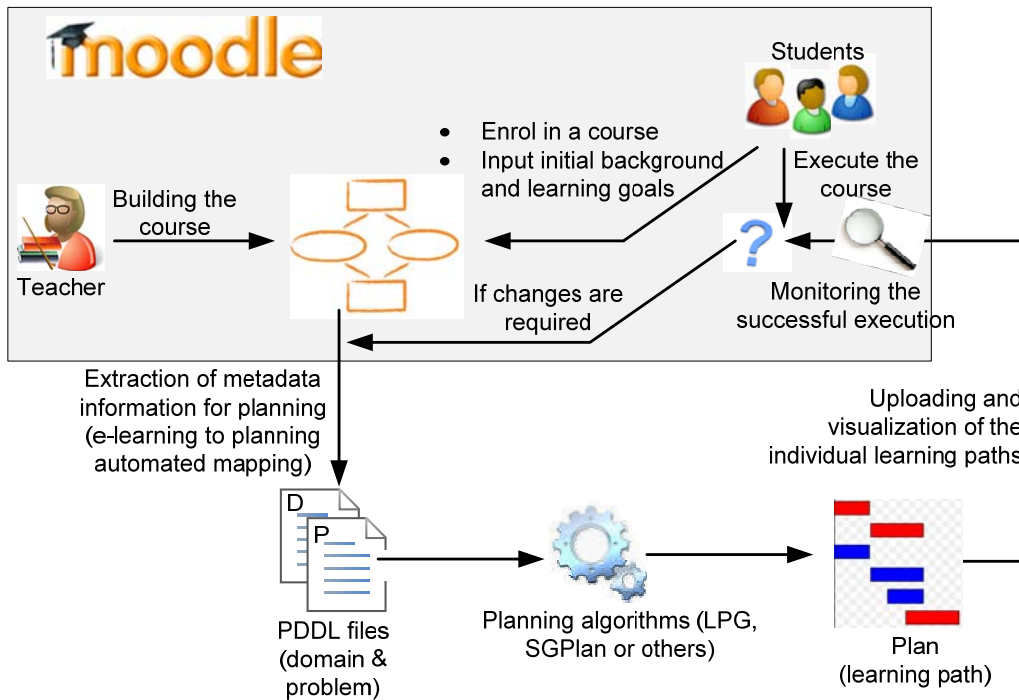 moodle
Students
• Enrol in a course
• Input initial background
and learning goals
Execute the
course
Building the
course
Teacher
?
If changes are
required
Monitoring the
successful execution
Extraction of metadata
information for planning
(e-learning to planning
automated mapping)
Uploading and
visualization of the
individual learning paths
D
P
PDDL files
(domain &
problem)
Planning algorithms (LPG,
SGPlan or others)
Plan
(learning path)